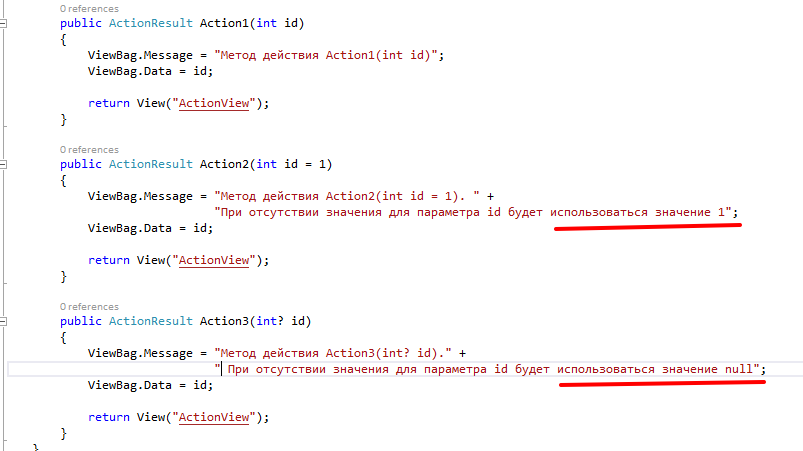 0 references
public ActionResult Action1(int id)
{
ViewBag.Message = "Метод действия Action1(int id)";
ViewBag.Data = id;
return View("ActionView");
}
0 references
public ActionResult Action2(int id = 1)
{
ViewBag.Message = "Метод действия Action2(int id = 1). " +
"При отсутствии значения для параметра id будет использоваться значение 1";
ViewBag.Data = id;
return View("ActionView");
}
0 references
public ActionResult Action3(int? id)
{
ViewBag.Message = "Метод действия Action3(int? id)." +
" При отсутствии значения для параметра id будет использоваться значение null";
ViewBag.Data = id;
return View("ActionView");
}
}